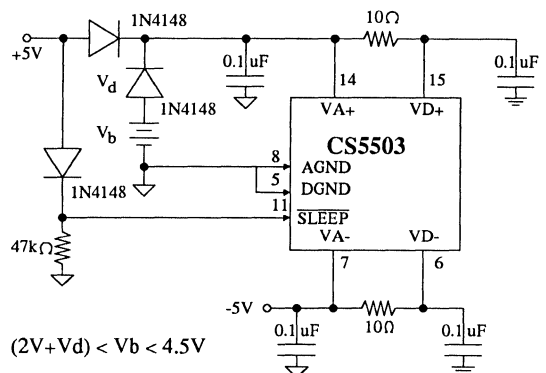 1N4148
10Ω
+5V
0.1 uF
0.1 uF
14
15
Vd
1N4148
VA+
VD+
Vb
CS5503
8
AGND
5
DGND
1N4148
11
SLEEP
47kΩ
VA-
VD-
7
6
-5V
0.1 uF
10Ω
0.1 uF
(2V+Vd) < Vb < 4.5V